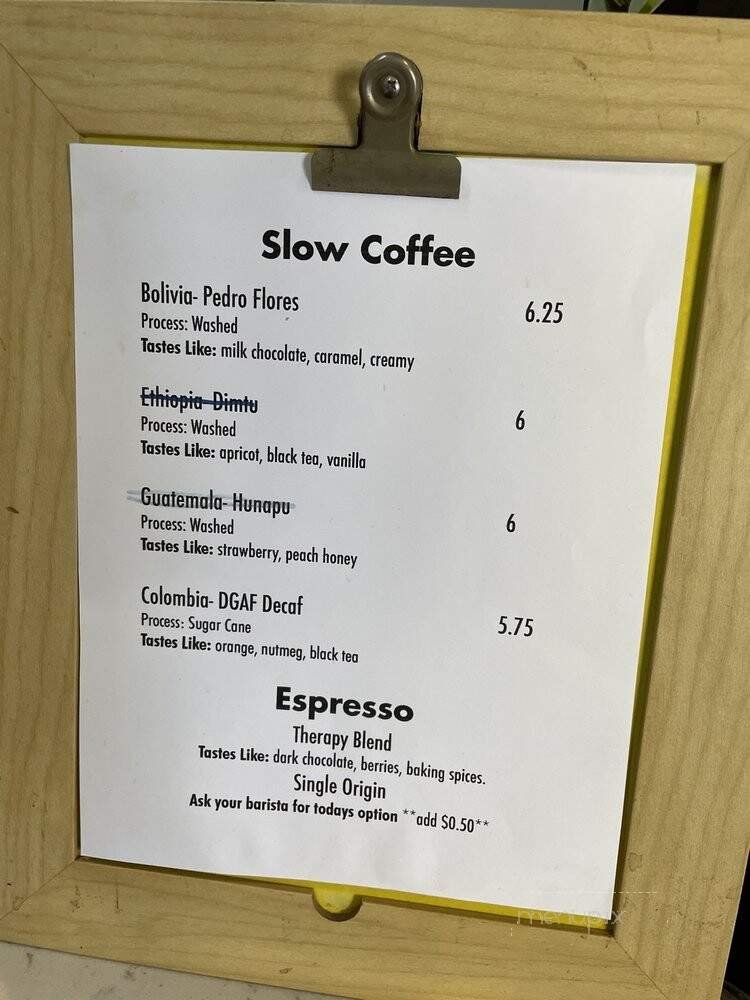 Slow Coffee
Bolivia- Pedro Flores 6.25
Process: Washed
Tastes Like: milk chocolate, caramel, creamy
Ethiopia- Dimtu 6
Process: Washed
Tastes Like: apricot, black tea, vanilla
Guatemala- Hunapu 6
Process: Washed
Tastes Like: strawberry, peach honey
Colombia- DGAF Decaf 5.75
Process: Sugar Cane
Tastes Like: orange, nutmeg, black tea
Espresso
Therapy Blend
Tastes Like: dark chocolate, berries, baking spices.
Single Origin
Ask your barista for todays option **add $0.50**
menupix